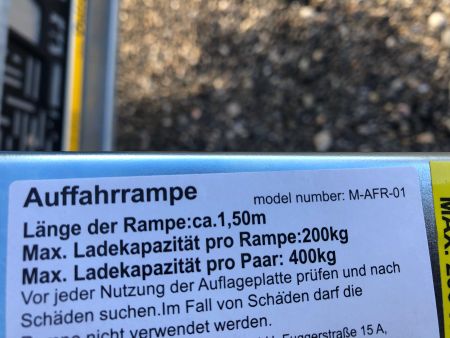 Auffahrrampe model number: M-AFR-01
Länge der Rampe:ca.1,50m
Max. Ladekapazität pro Rampe:200kg
Max. Ladekapazität pro Paar: 400kg
Vor jeder Nutzung der Auflageplatte prüfen und nach
Schäden suchen.Im Fall von Schäden darf die
nicht verwendet werden.
Fuggerstraße 15 A,
MAX.